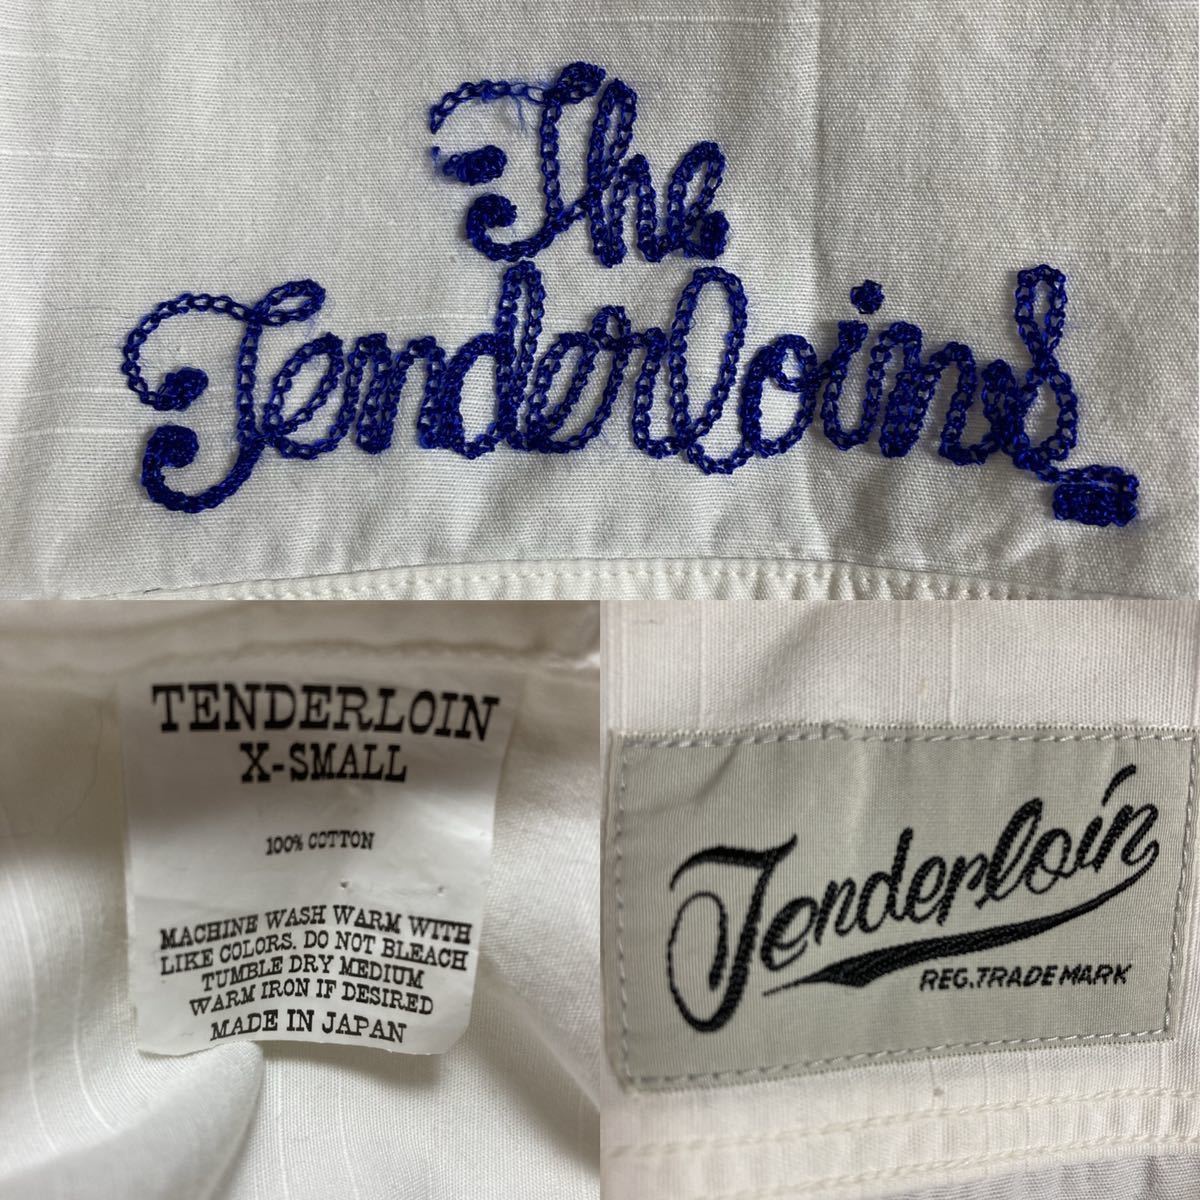 The
Tenderloins
TENDERLOIN
X-SMALL
100% COTTON
MACHINE WASH WARM WITH
LIKE COLORS. DO NOT BLEACH
TUMBLE DRY MEDIUM
WARM IRON IF DESIRED
MADE IN JAPAN
Tenderloin
REG.TRADE MARK